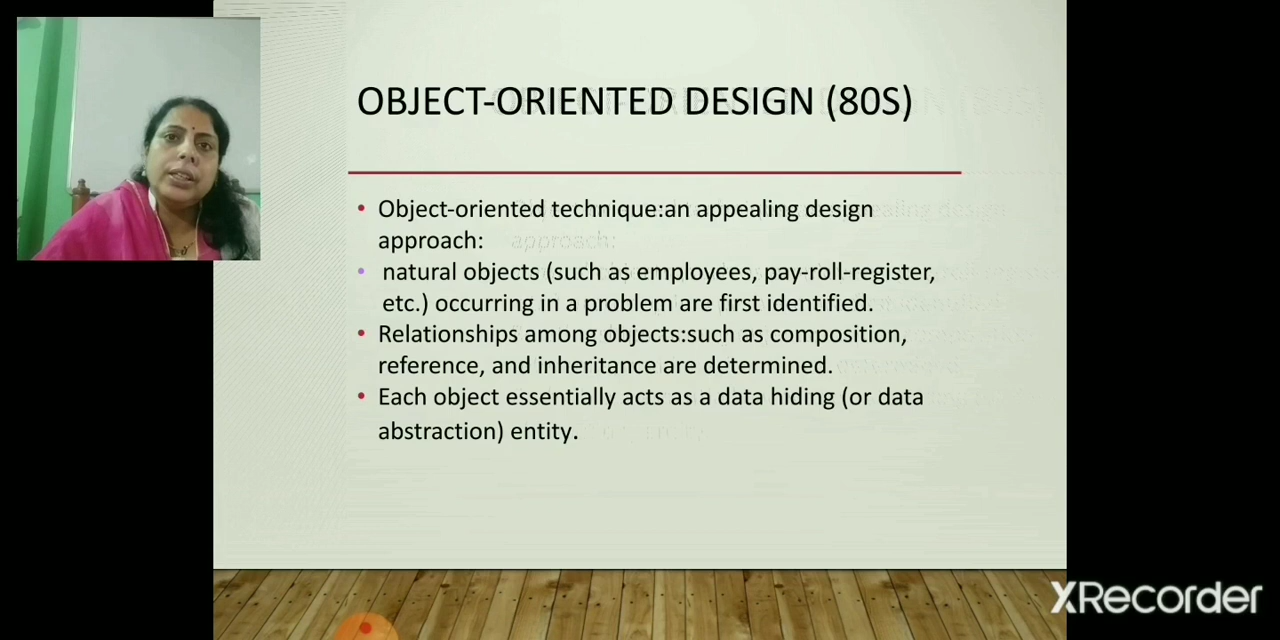 OBJECT-ORIENTED DESIGN (80S)
• Object-oriented technique:an appealing design
approach:
• natural objects (such as employees, pay-roll-register,
etc.) occurring in a problem are first identified.
• Relationships among objects:such as composition,
reference, and inheritance are determined.
• Each object essentially acts as a data hiding (or data
abstraction) entity.
XRecorder